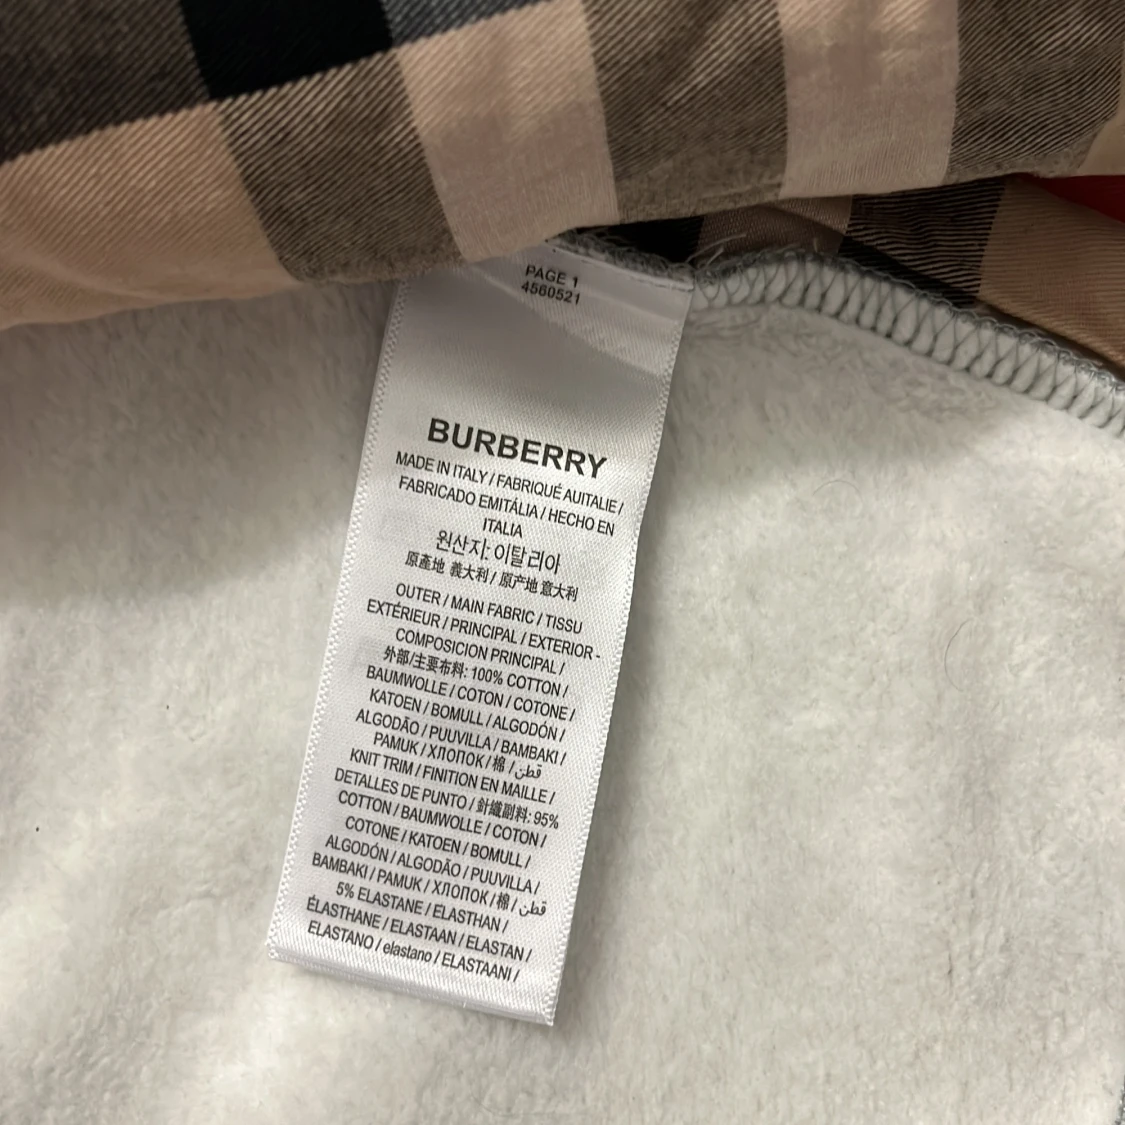 PAGE 1
4560521
BURBERRY
MADE IN ITALY / FABRIQUÉ AUITALIE /
FABRICADO EMITÁLIA / HECHO EN
ITALIA
원산지: 이탈리아
原產地 義大利 / 原产地 意大利
OUTER / MAIN FABRIC / TISSU
EXTÉRIEUR / PRINCIPAL / EXTERIOR -
COMPOSICION PRINCIPAL /
外部/主要布料: 100% COTTON /
BAUMWOLLE / COTON / COTONE /
KATOEN / BOMULL / ALGODÓN /
ALGODÃO / PUUVILLA / BAMBAKI /
PAMUK / ХЛОПОК / 棉 / قطن
KNIT TRIM / FINITION EN MAILLE /
DETALLES DE PUNTO / 針織副料: 95%
COTTON / BAUMWOLLE / COTON /
COTONE / KATOEN / BOMULL /
ALGODÓN / ALGODÃO / PUUVILLA /
BAMBAKI / PAMUK / ХЛОПОК / 棉 / قطن
5% ELASTANE / ELASTHAN /
ÉLASTHANE / ELASTAAN / ELASTAN /
ELASTANO / elastano / ELASTAANI /